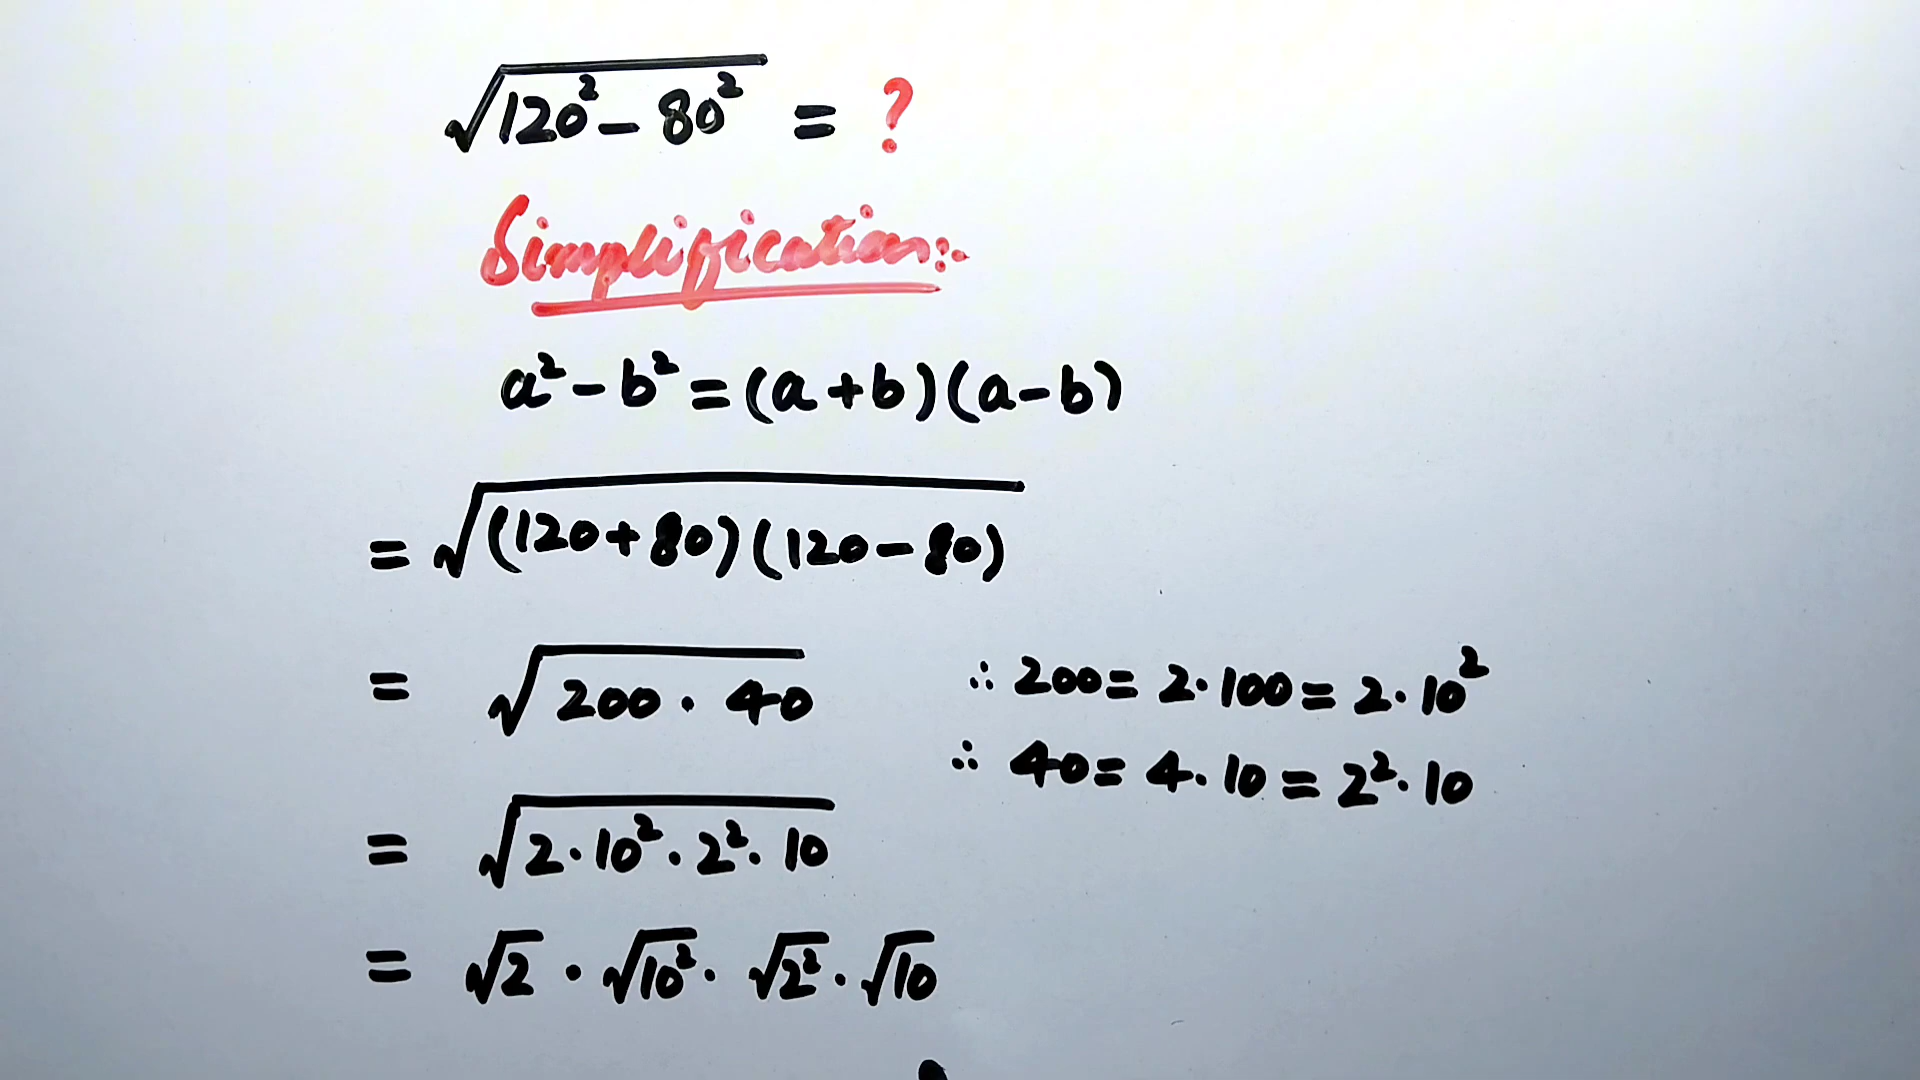 √(120² - 80²) = ?
Simplification:-
a² - b² = (a + b)(a - b)
= √((120 + 80)(120 - 80))
= √(200 · 40)
∴ 200 = 2 · 100 = 2 · 10²
∴ 40 = 4 · 10 = 2² · 10
= √(2 · 10² · 2² · 10)
= √2 · √10² · √2² · √10